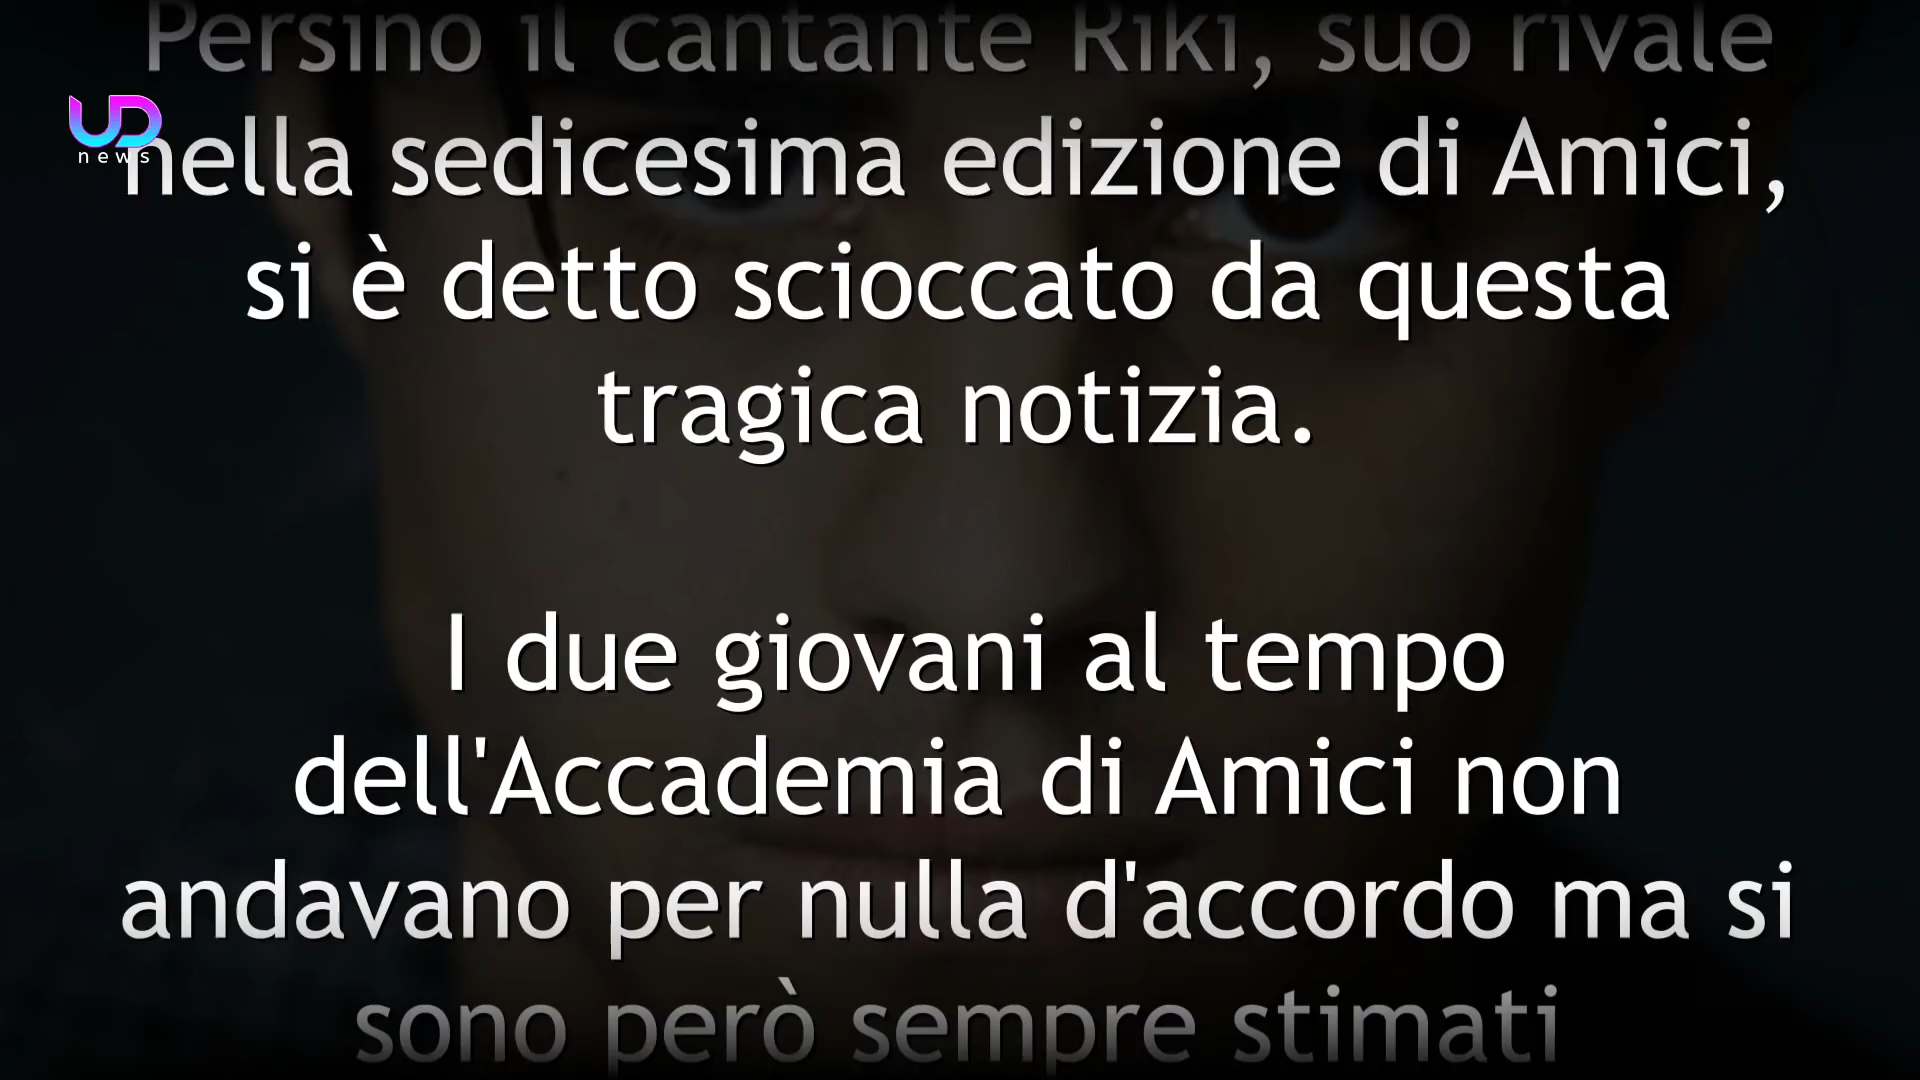 Persino il cantante Riki, suo rivale
UD
news
nella sedicesima edizione di Amici,
si è detto scioccato da questa
tragica notizia.
I due giovani al tempo
dell'Accademia di Amici non
andavano per nulla d'accordo ma si
sono però sempre stimati